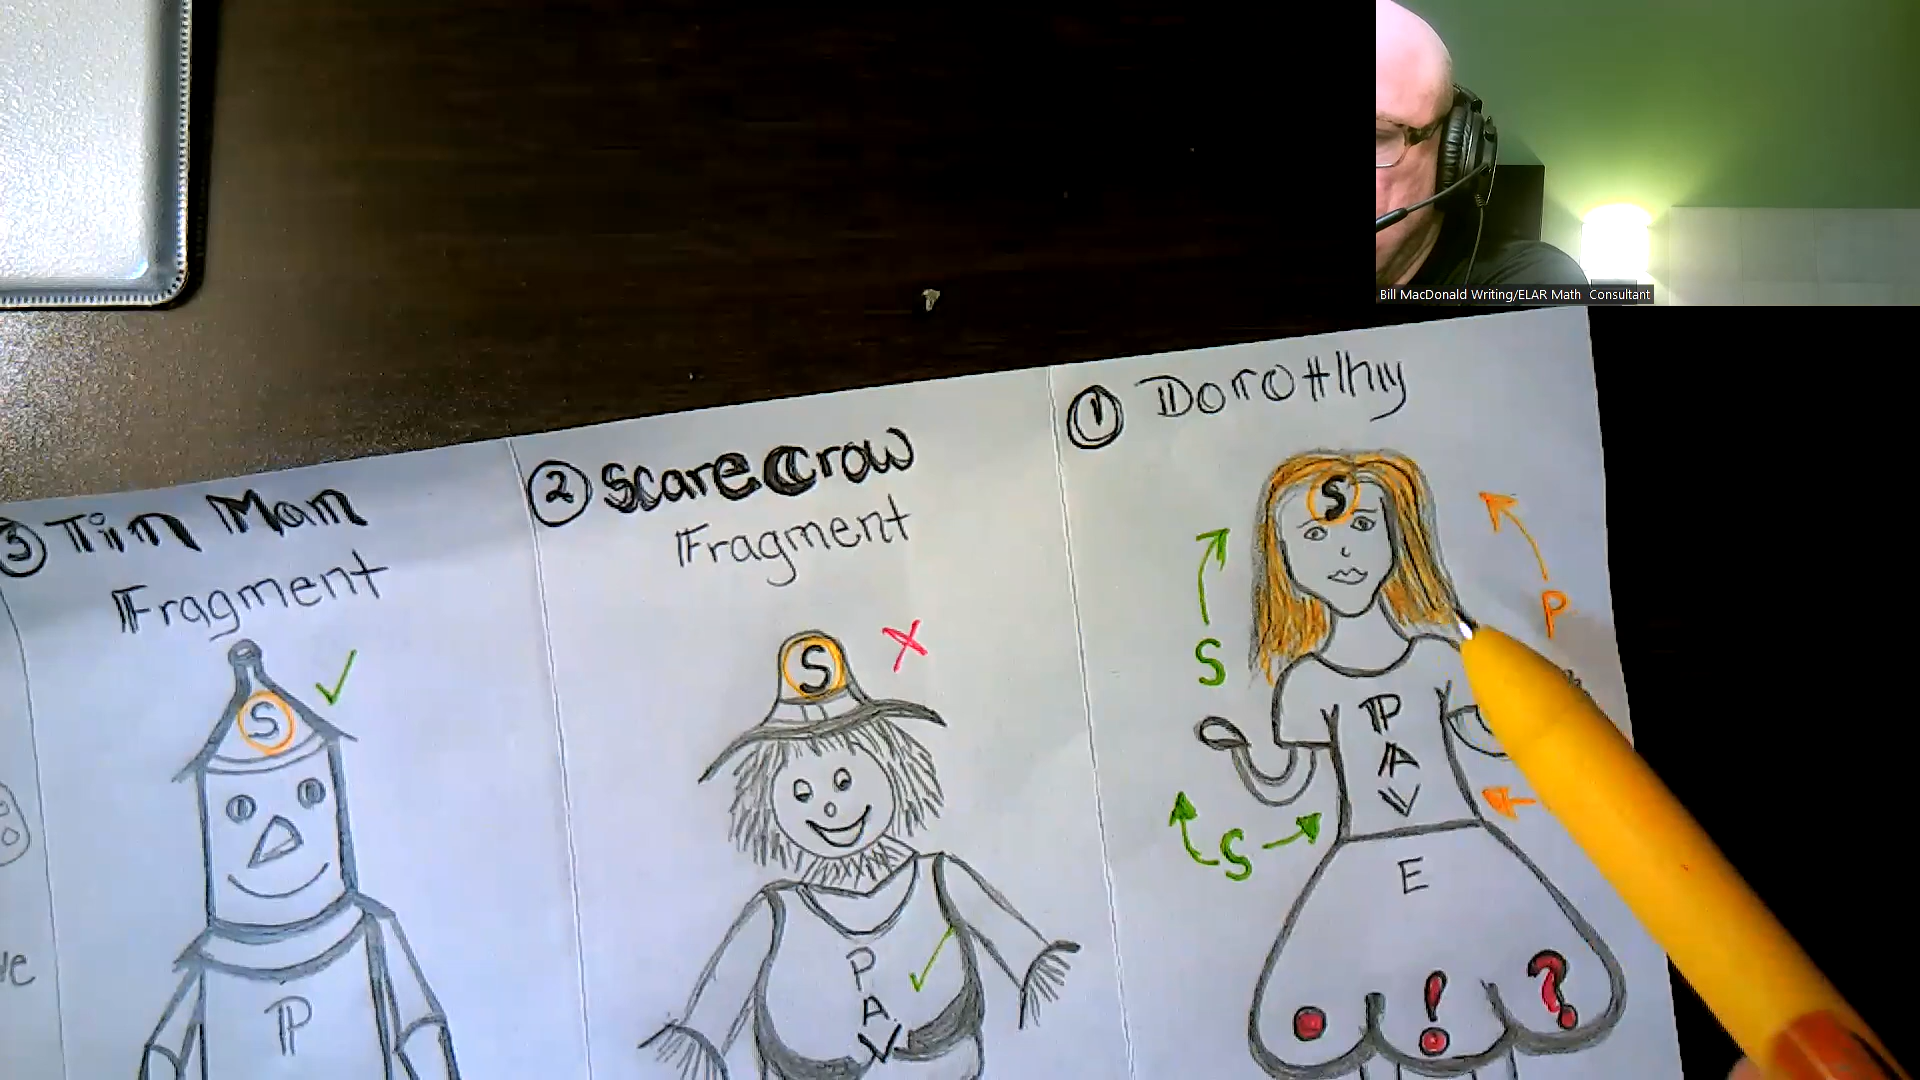 Bill MacDonald Writing/ELAR Math Consultant
① Dorothy
S
S
P
S
P
A
V
E
. ! ?
② Scarecrow
Fragment
S
P
A
V
③ Tin Man
Fragment
S
P